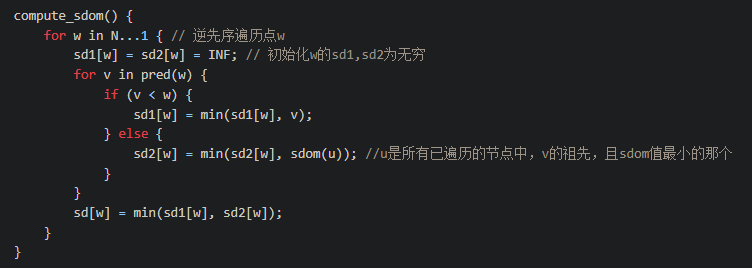 compute_sdom() {
    for w in N...1 { // 逆先序遍历点w
        sd1[w] = sd2[w] = INF; // 初始化w的sd1,sd2为无穷
        for v in pred(w) {
            if (v < w) {
                sd1[w] = min(sd1[w], v);
            } else {
                sd2[w] = min(sd2[w], sdom(u)); //u是所有已遍历的节点中，v的祖先，且sdom值最小的那个
            }
        }
        sd[w] = min(sd1[w], sd2[w]);
    }
}